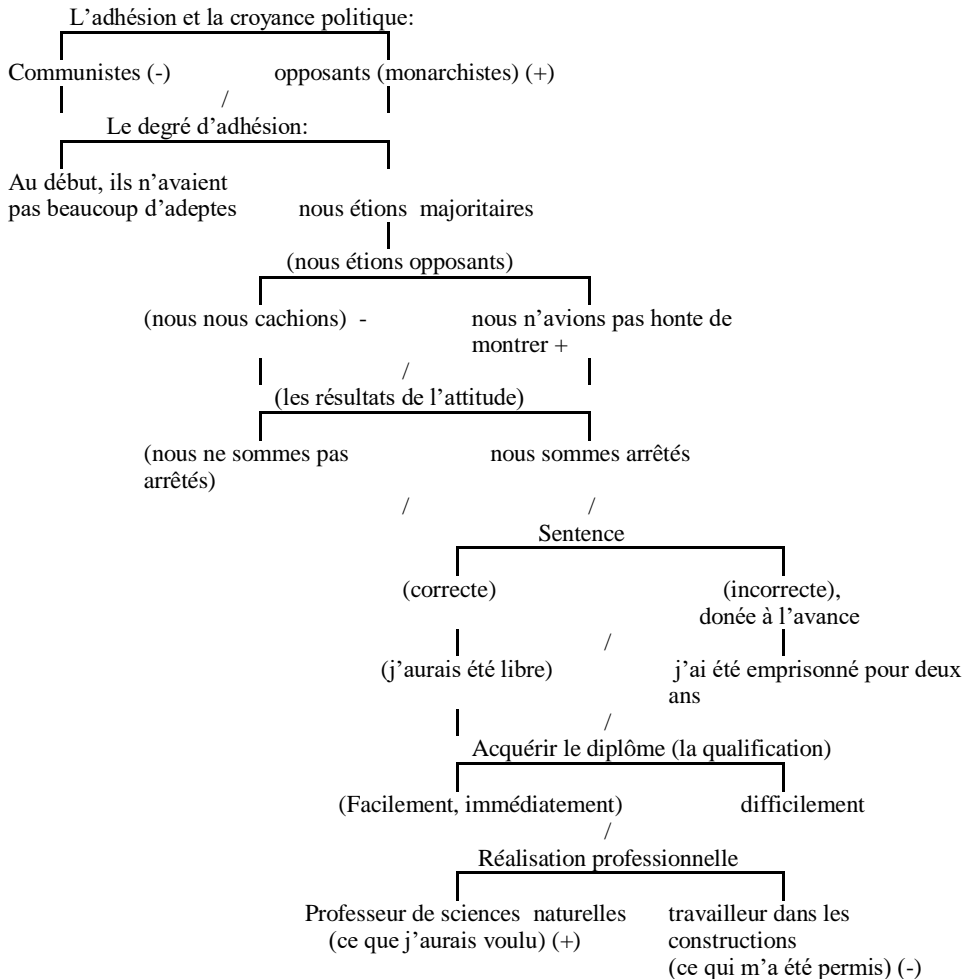 L’adhésion et la croyance politique:
Communistes (-) opposants (monarchistes) (+)
/
Le degré d’adhésion:
Au début, ils n’avaient
pas beaucoup d’adeptes nous étions majoritaires
(nous étions opposants)
(nous nous cachions) - nous n’avions pas honte de
montrer +
/
(les résultats de l’attitude)
(nous ne sommes pas nous sommes arrêtés
arrêtés)
/ /
Sentence
(correcte) (incorrecte),
donée à l’avance
/
(j’aurais été libre) j’ai été emprisonné pour deux
ans
/
Acquérir le diplôme (la qualification)
(Facilement, immédiatement) difficilement
/
Réalisation professionnelle
Professeur de sciences naturelles travailleur dans les
(ce que j’aurais voulu) (+) constructions
(ce qui m’a été permis) (-)